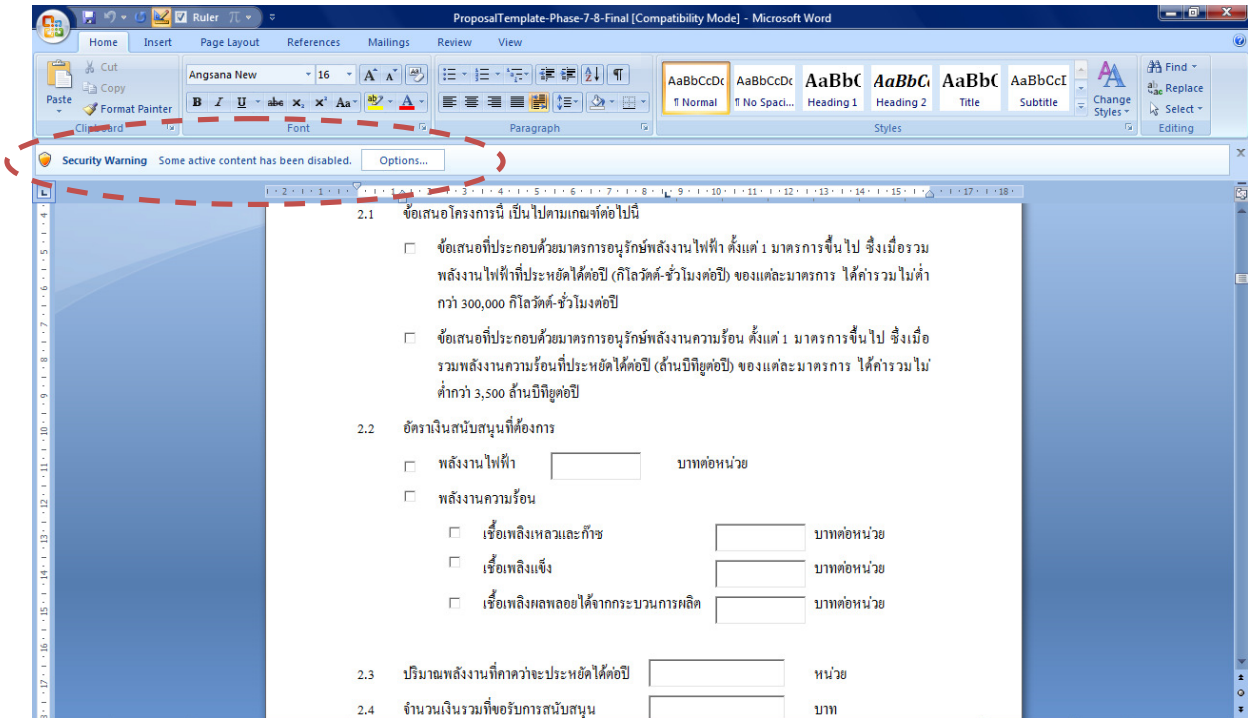 Ruler
ProposalTemplate-Phase-7-8-Final [Compatibility Mode] - Microsoft Word
Home Insert Page Layout References Mailings Review View
Paste
Cut
Copy
Format Painter
Clipboard
Angsana New 16
B I U abc x₂ x² Aa
Font
Paragraph
AaBbCcDc AaBbCcDc AaBbC AaBbCc AaBbC AaBbCcI
¶ Normal ¶ No Spaci... Heading 1 Heading 2 Title Subtitle
Change Styles
Styles
Find
Replace
Select
Editing
Security Warning Some active content has been disabled. Options...
2.1 ข้อเสนอโครงการนี้ เป็นไปตามเกณฑ์ต่อไปนี้
ข้อเสนอที่ประกอบด้วยมาตรการอนุรักษ์พลังงานไฟฟ้า ตั้งแต่ 1 มาตรการขึ้นไป ซึ่งเมื่อรวม
พลังงานไฟฟ้าที่ประหยัดได้ต่อปี (กิโลวัตต์-ชั่วโมงต่อปี) ของแต่ละมาตรการ ได้ค่ารวมไม่ต่ำ
กว่า 300,000 กิโลวัตต์-ชั่วโมงต่อปี
ข้อเสนอที่ประกอบด้วยมาตรการอนุรักษ์พลังงานความร้อน ตั้งแต่ 1 มาตรการขึ้นไป ซึ่งเมื่อ
รวมพลังงานความร้อนที่ประหยัดได้ต่อปี (ล้านบีทียูต่อปี) ของแต่ละมาตรการ ได้ค่ารวมไม่
ต่ำกว่า 3,500 ล้านบีทียูต่อปี
2.2 อัตราเงินสนับสนุนที่ต้องการ
พลังงานไฟฟ้า บาทต่อหน่วย
พลังงานความร้อน
เชื้อเพลิงเหลวและก๊าซ บาทต่อหน่วย
เชื้อเพลิงแข็ง บาทต่อหน่วย
เชื้อเพลิงผลพลอยได้จากกระบวนการผลิต บาทต่อหน่วย
2.3 ปริมาณพลังงานที่คาดว่าจะประหยัดได้ต่อปี หน่วย
2.4 จำนวนเงินรวมที่ขอรับการสนับสนุน บาท